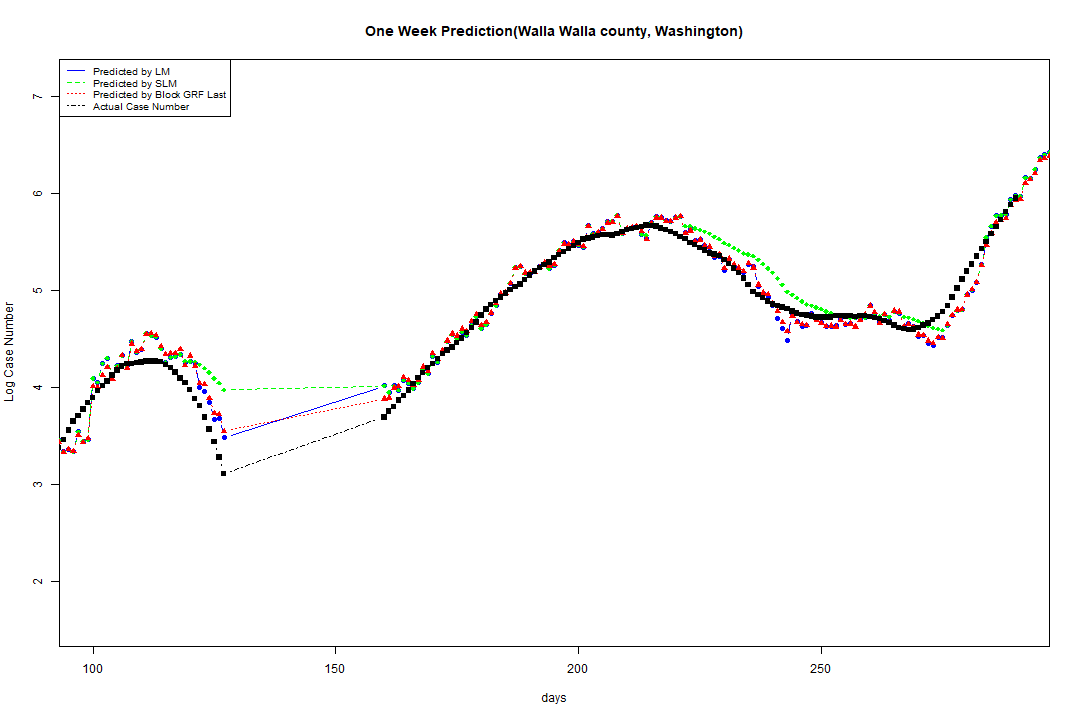 One Week Prediction(Walla Walla county, Washington)
Predicted by LM
Predicted by SLM
Predicted by Block GRF Last
Actual Case Number
Log Case Number
7
6
5
4
3
2
100 150 200 250
days